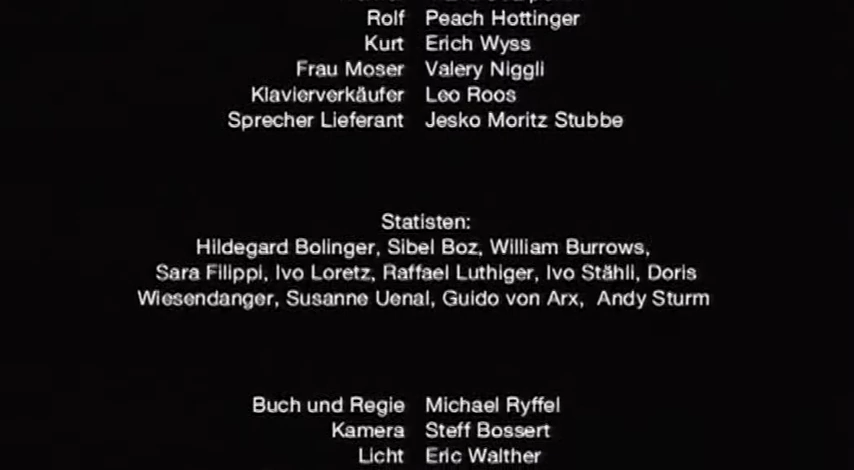 Rolf Peach Hottinger
Kurt Erich Wyss
Frau Moser Valery Niggli
Klavierverkäufer Leo Roos
Sprecher Lieferant Jesko Moritz Stubbe
Statisten:
Hildegard Bolinger, Sibel Boz, William Burrows,
Sara Filippi, Ivo Loretz, Raffael Luthiger, Ivo Stähli, Doris
Wiesendanger, Susanne Uenal, Guido von Arx, Andy Sturm
Buch und Regie Michael Ryffel
Kamera Steff Bossert
Licht Eric Walther